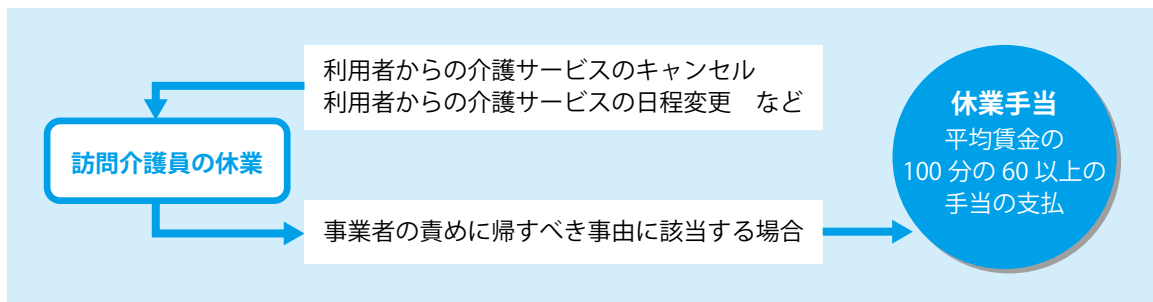 利用者からの介護サービスのキャンセル
利用者からの介護サービスの日程変更　など
訪問介護員の休業
事業者の責めに帰すべき事由に該当する場合
休業手当
平均賃金の
100 分の 60 以上の
手当の支払